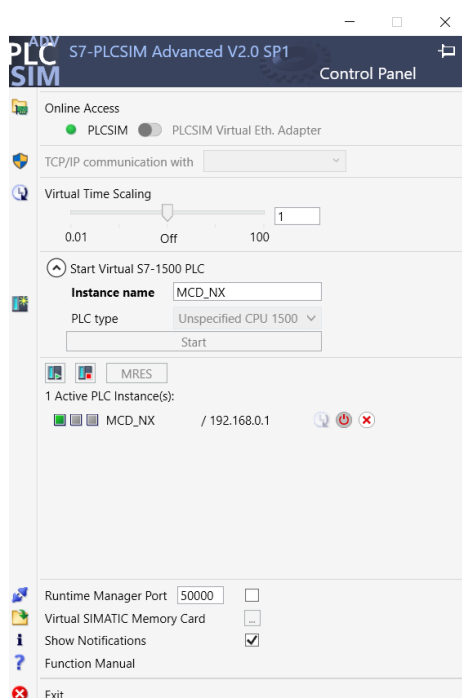 PLC ADV
SIM
S7-PLCSIM Advanced V2.0 SP1
Control Panel
Online Access
PLCSIM PLCSIM Virtual Eth. Adapter
TCP/IP communication with
Virtual Time Scaling
1
0.01 Off 100
Start Virtual S7-1500 PLC
Instance name MCD_NX
PLC type Unspecified CPU 1500
Start
MRES
1 Active PLC Instance(s):
MCD_NX / 192.168.0.1
Runtime Manager Port 50000
Virtual SIMATIC Memory Card ...
Show Notifications
Function Manual
Exit